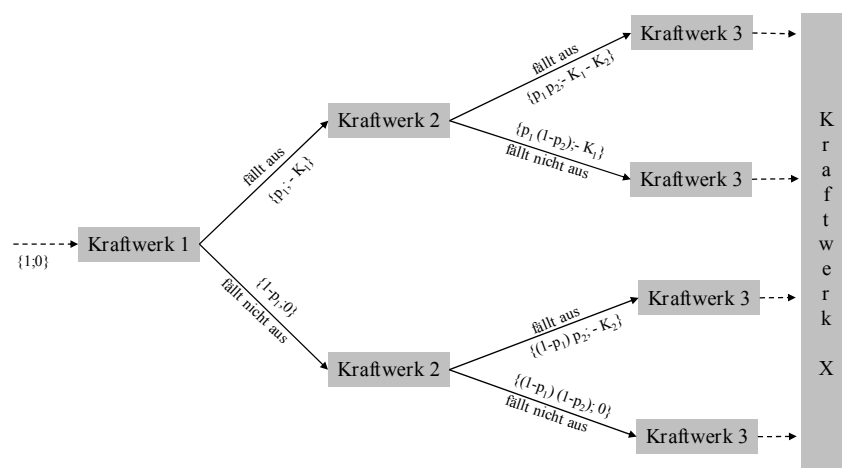 {1;0}
Kraftwerk 1
fällt aus
{p₁;- K₁}
{1-p₁;0}
fällt nicht aus
Kraftwerk 2
fällt aus
{p₁ p₂;- K₁ - K₂}
{p₁ (1-p₂);- K₁}
fällt nicht aus
Kraftwerk 2
fällt aus
{(1-p₁) p₂; - K₂}
{(1-p₁) (1-p₂); 0}
fällt nicht aus
Kraftwerk 3
Kraftwerk 3
Kraftwerk 3
Kraftwerk 3
K
r
a
f
t
w
e
r
k
X